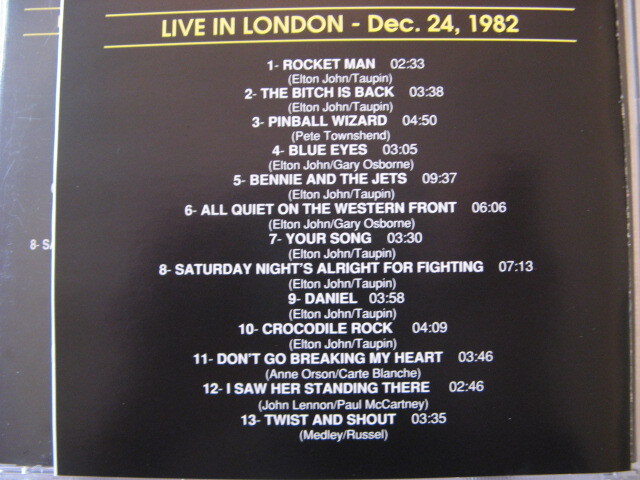 LIVE IN LONDON - Dec. 24, 1982
1- ROCKET MAN 02:33
(Elton John/Taupin)
2- THE BITCH IS BACK 03:38
(Elton John/Taupin)
3- PINBALL WIZARD 04:50
(Pete Townshend)
4- BLUE EYES 03:05
(Elton John/Gary Osborne)
5- BENNIE AND THE JETS 09:37
(Elton John/Taupin)
6- ALL QUIET ON THE WESTERN FRONT 06:06
(Elton John/Gary Osborne)
7- YOUR SONG 03:30
(Elton John/Taupin)
8- SA
8- SATURDAY NIGHT'S ALRIGHT FOR FIGHTING 07:13
(Elton John/Taupin)
9- DANIEL 03:58
(Elton John/Taupin)
10- CROCODILE ROCK 04:09
(Elton John/Taupin)
11- DON'T GO BREAKING MY HEART 03:46
(Anne Orson/Carte Blanche)
12- I SAW HER STANDING THERE 02:46
(John Lennon/Paul McCartney)
13- TWIST AND SHOUT 03:35
(Medley/Russel)